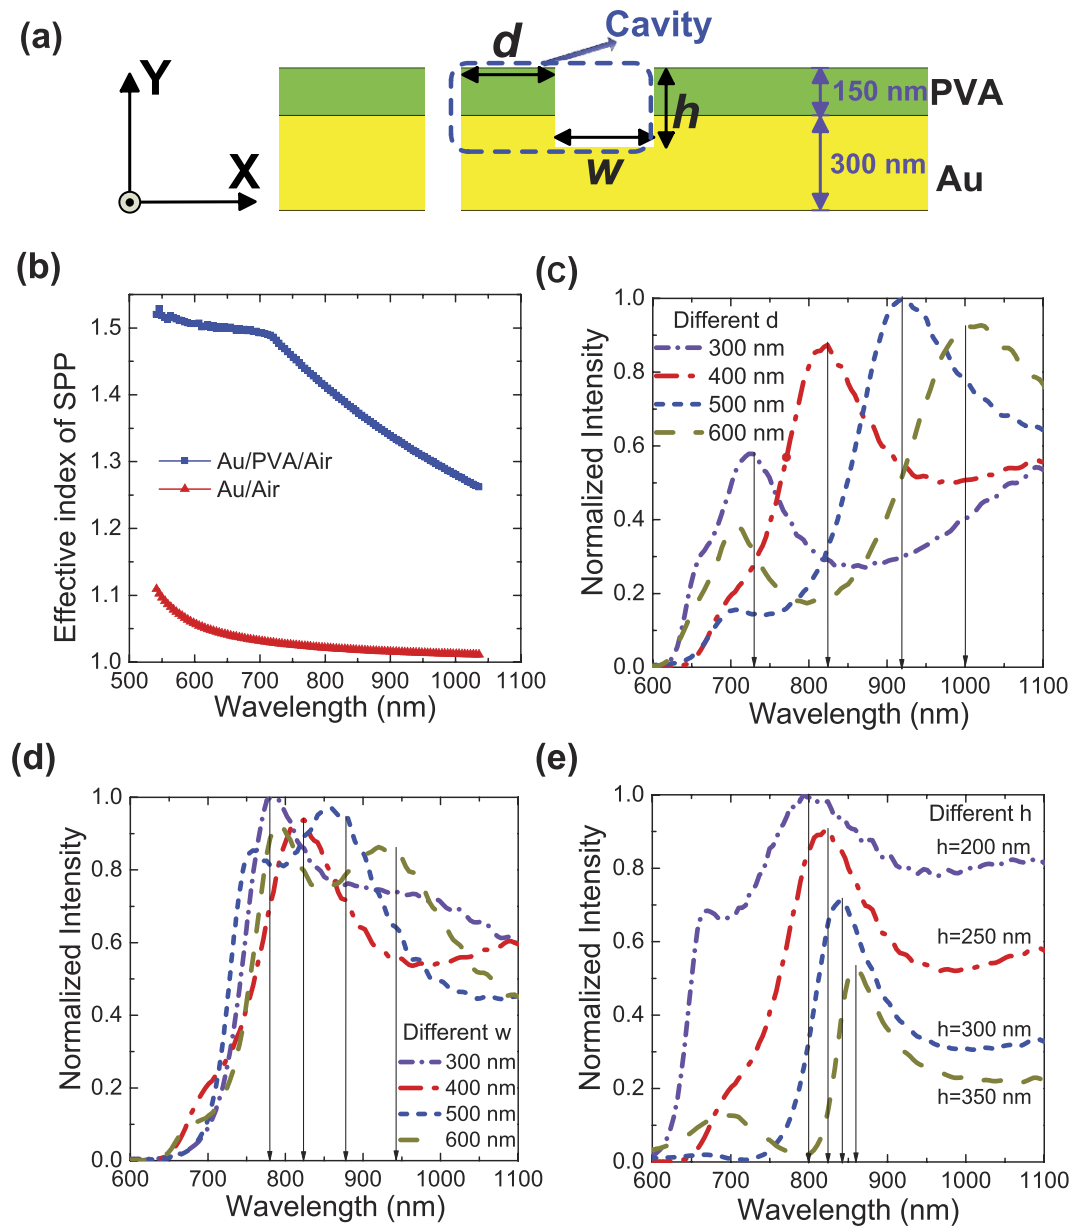 (a)
Cavity
Y
d
h
150 nm
PVA
X
w
300 nm
Au
(b)
Effective index of SPP
1.5
1.4
1.3
1.2
1.1
1.0
Au/PVA/Air
Au/Air
500 600 700 800 900 1000 1100
Wavelength (nm)
(c)
Normalized Intensity
1.0
0.8
0.6
0.4
0.2
0.0
Different d
300 nm
400 nm
500 nm
600 nm
600 700 800 900 1000 1100
Wavelength (nm)
(d)
Normalized Intensity
1.0
0.8
0.6
0.4
0.2
0.0
Different w
300 nm
400 nm
500 nm
600 nm
600 700 800 900 1000 1100
Wavelength (nm)
(e)
Normalized Intensity
1.0
0.8
0.6
0.4
0.2
0.0
Different h
h=200 nm
h=250 nm
h=300 nm
h=350 nm
600 700 800 900 1000 1100
Wavelength (nm)